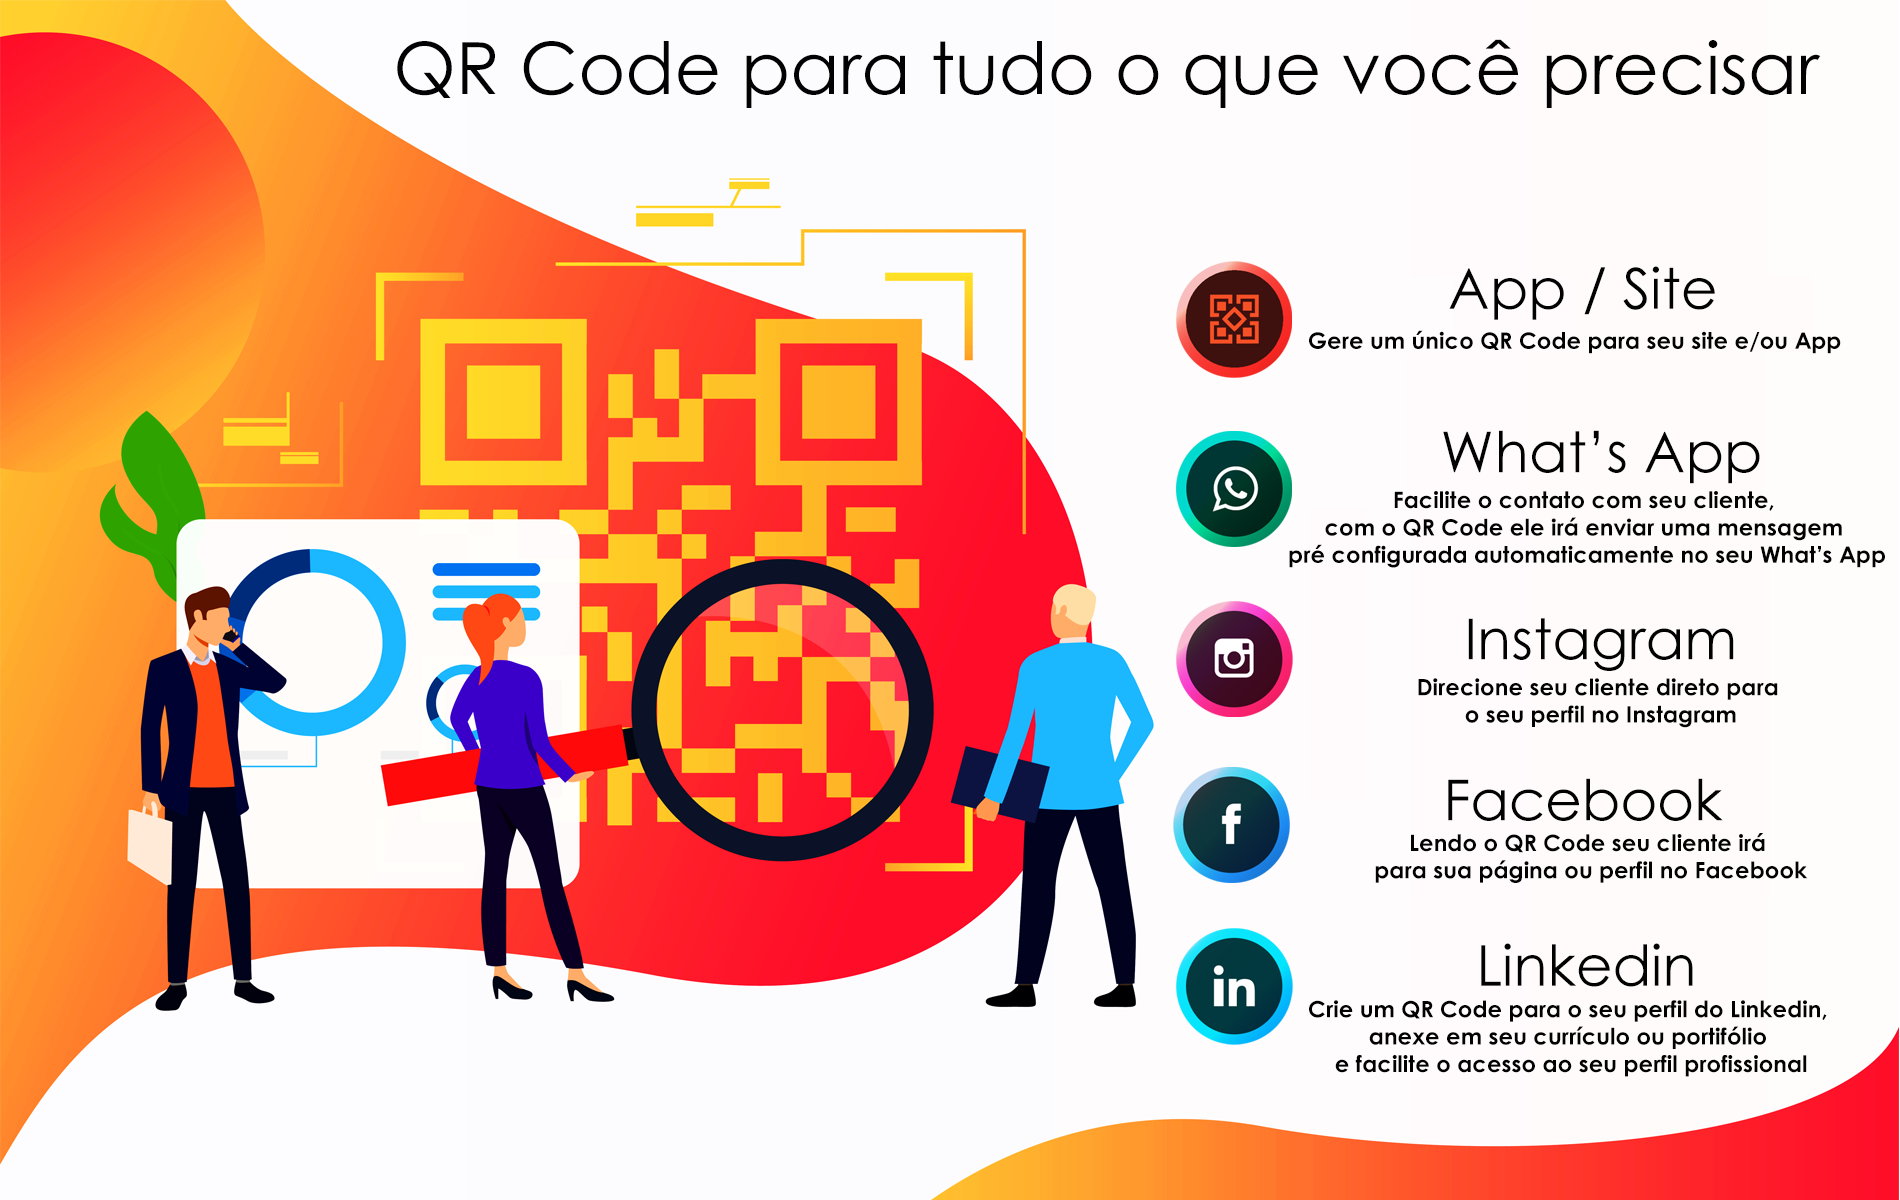 QR Code para tudo o que você precisar
App / Site
Gere um único QR Code para seu site e/ou App
What's App
Facilite o contato com seu cliente,
com o QR Code ele irá enviar uma mensagem
pré configurada automaticamente no seu What's App
Instagram
Direcione seu cliente direto para
o seu perfil no Instagram
f
Facebook
Lendo o QR Code seu cliente irá
para sua página ou perfil no Facebook
in
Linkedin
Crie um QR Code para o seu perfil do Linkedin,
anexe em seu currículo ou portifólio
e facilite o acesso ao seu perfil profissional